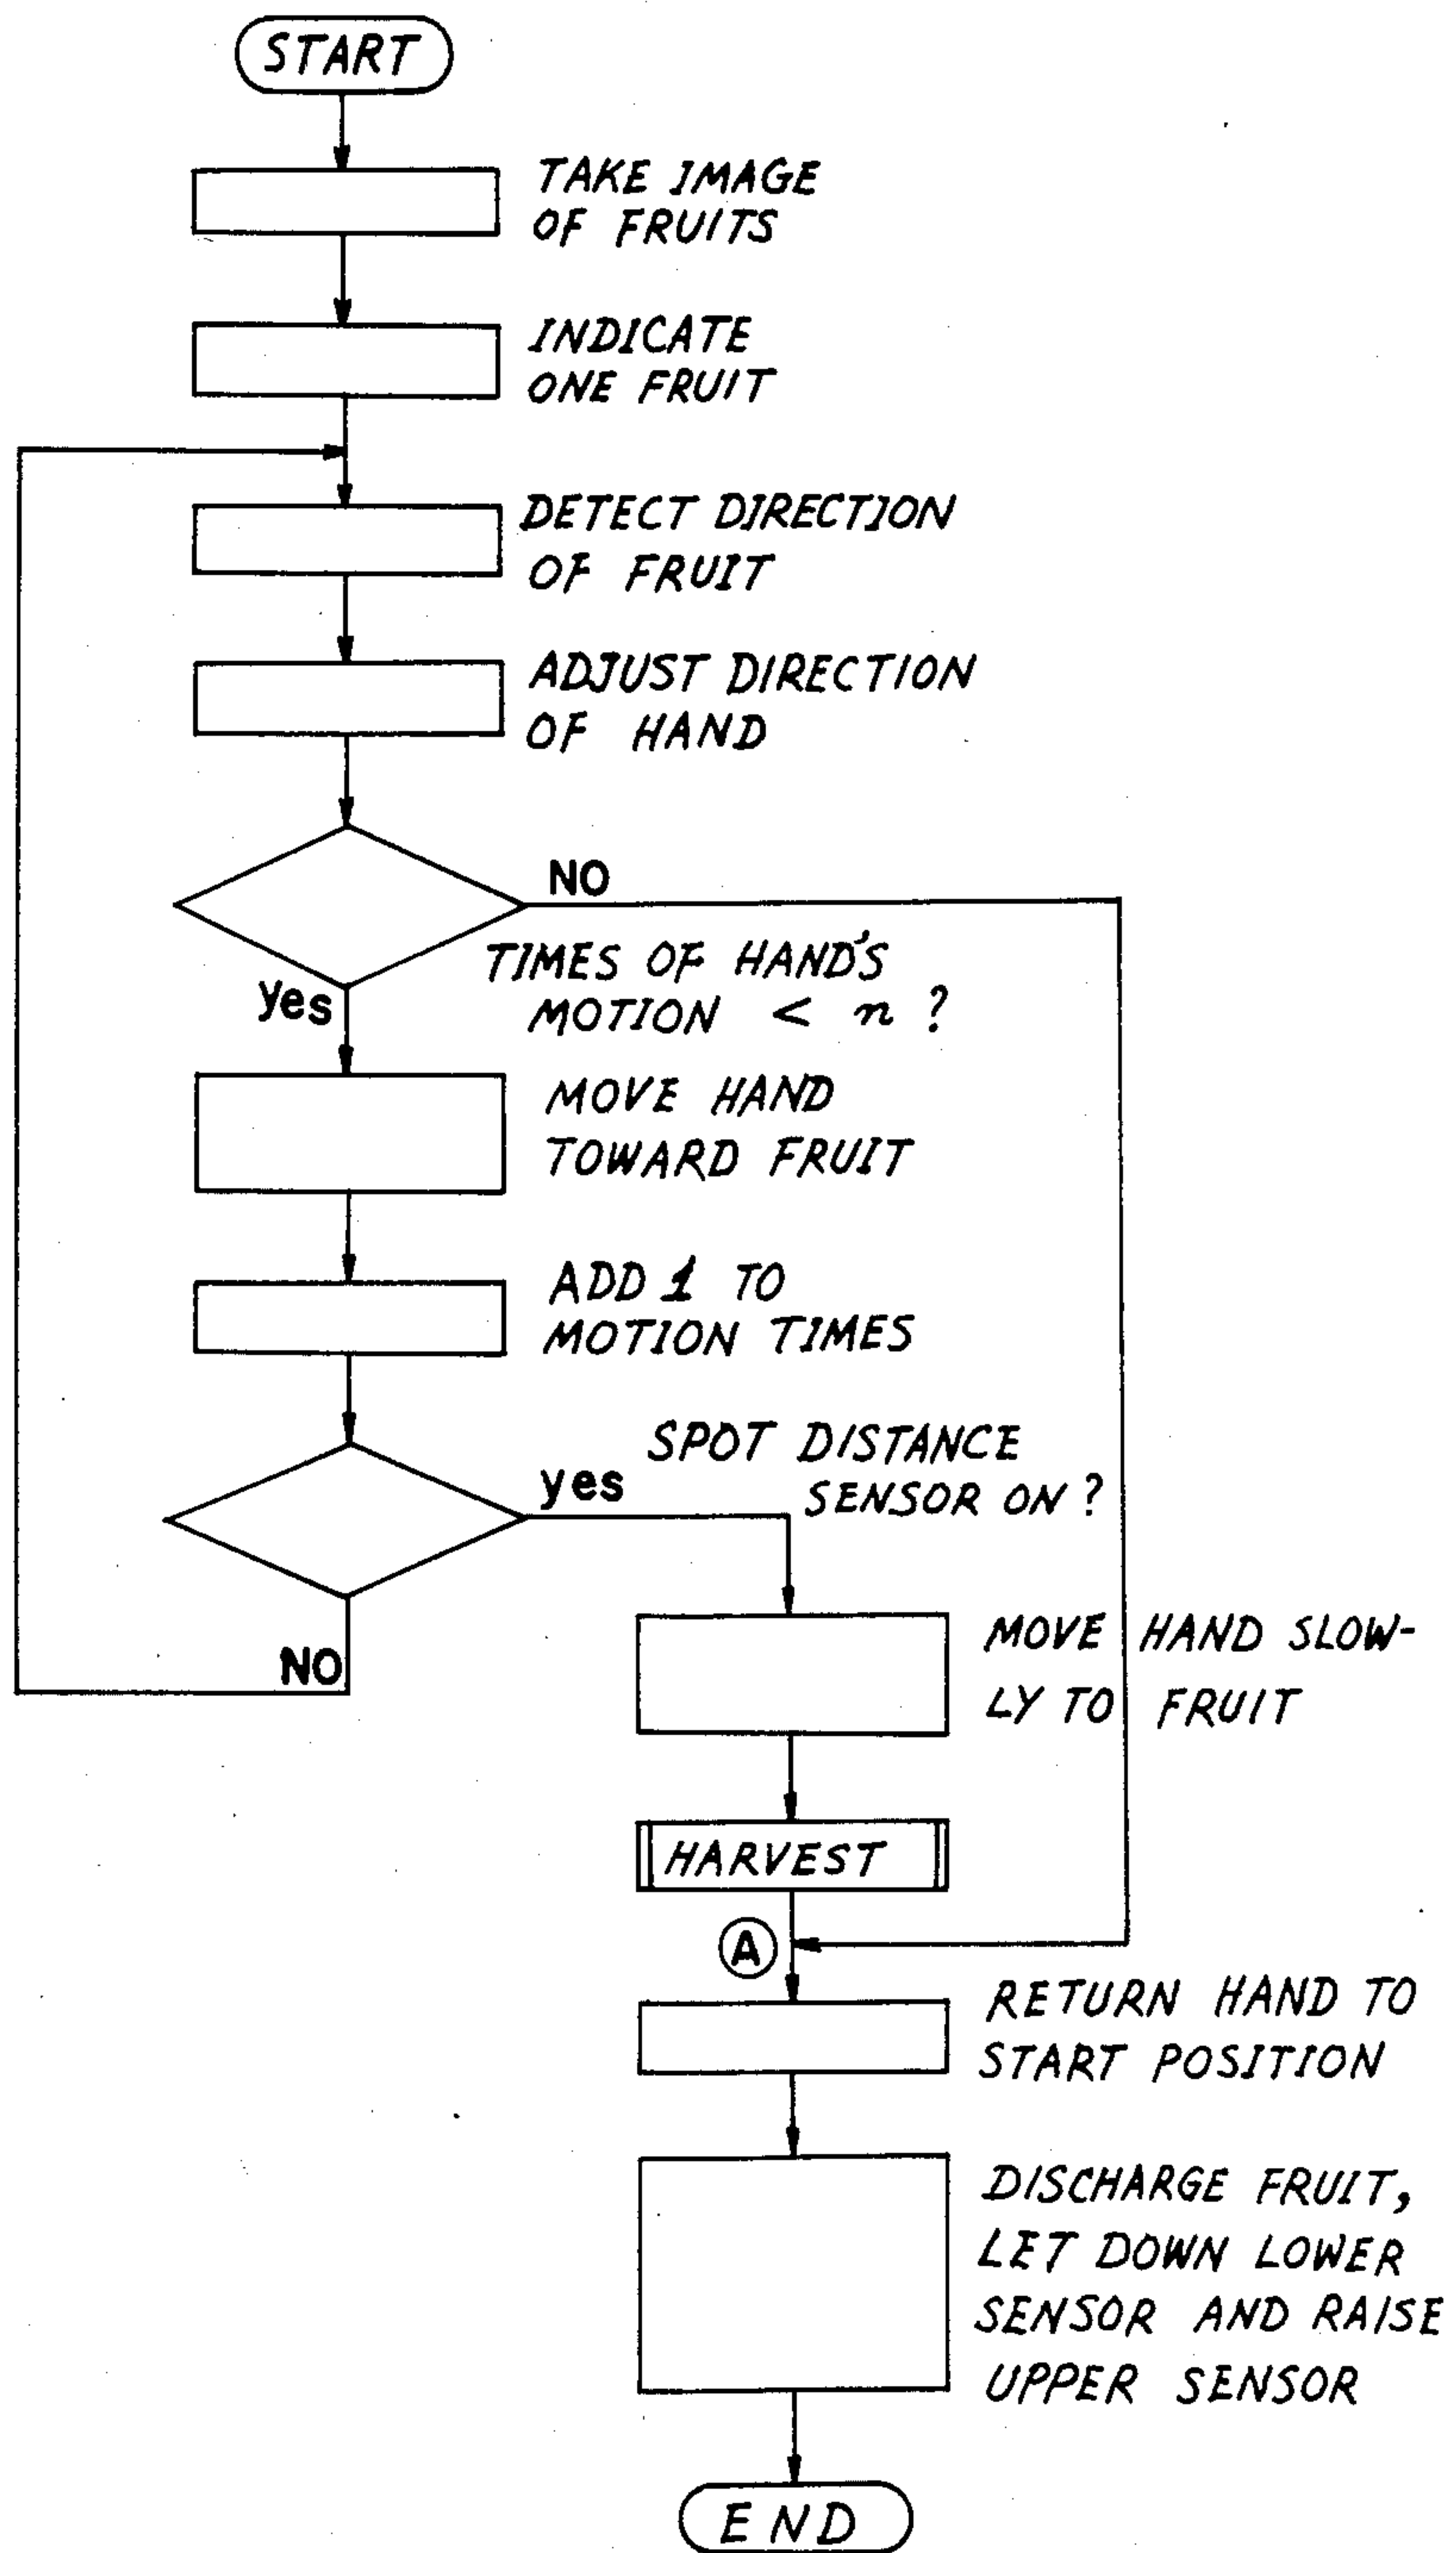 START
TAKE IMAGE
OF FRUITS
INDICATE
ONE FRUIT
DETECT DIRECTION
OF FRUIT
ADJUST DIRECTION
OF HAND
NO
TIMES OF HAND'S
MOTION < n ?
yes
MOVE HAND
TOWARD FRUIT
ADD 1 TO
MOTION TIMES
SPOT DISTANCE
SENSOR ON ?
yes
NO
MOVE HAND SLOW-
LY TO FRUIT
HARVEST
A
RETURN HAND TO
START POSITION
DISCHARGE FRUIT,
LET DOWN LOWER
SENSOR AND RAISE
UPPER SENSOR
END